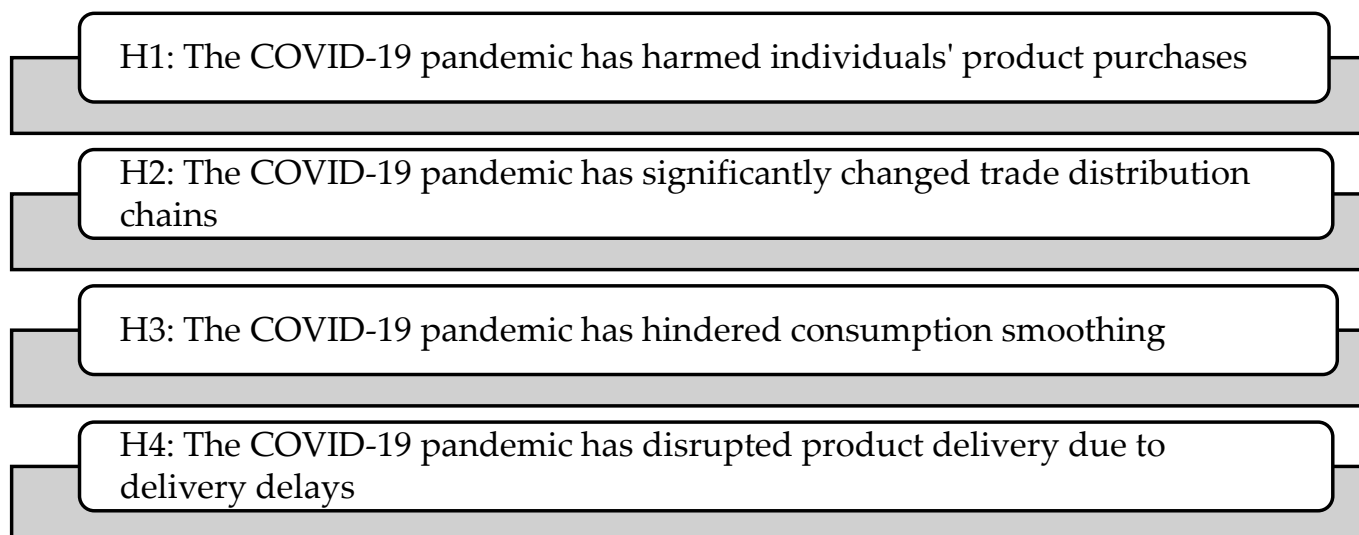 H1: The COVID-19 pandemic has harmed individuals' product purchases
H2: The COVID-19 pandemic has significantly changed trade distribution
chains
H3: The COVID-19 pandemic has hindered consumption smoothing
H4: The COVID-19 pandemic has disrupted product delivery due to
delivery delays